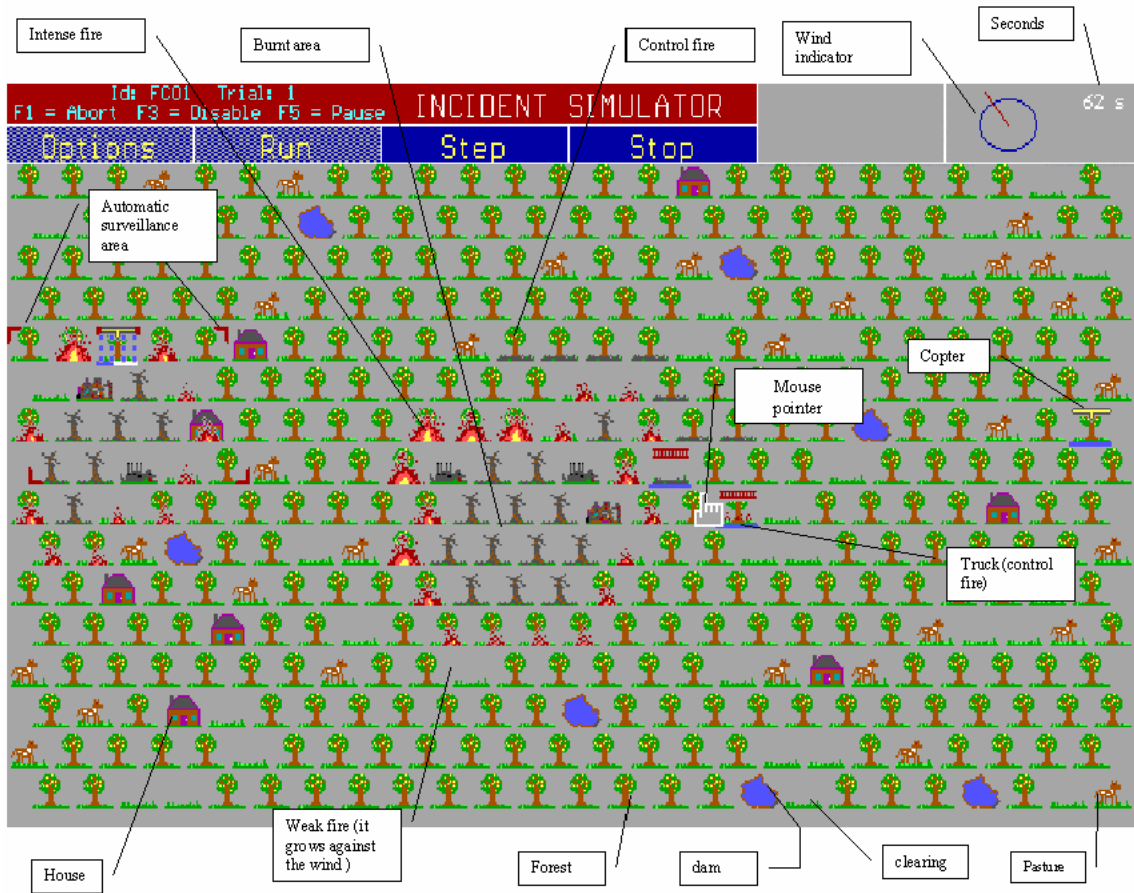 Intense fire
Burnt area
Control fire
Wind
indicator
Seconds
Id: FC01 Trial: 1
F1 = Abort F3 = Disable F5 = Pause
INCIDENT SIMULATOR
62 s
Options
Run
Step
Stop
Automatic
surveillance
area
Copter
Mouse
pointer
Truck (control
fire)
Weak fire (it
grows against
the wind )
House
Forest
dam
clearing
Pasture